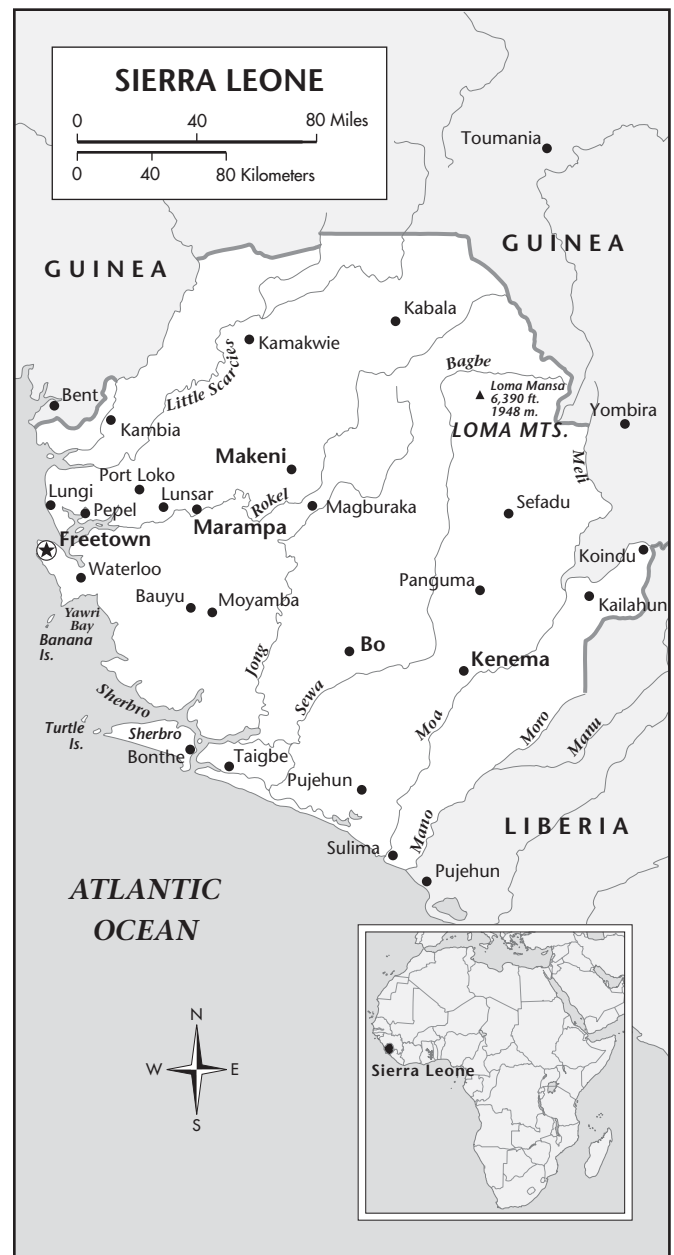 SIERRA LEONE
0 40 80 Miles
0 40 80 Kilometers
Toumania
GUINEA
GUINEA
Kabala
Kamakwie
Little Scarcies
Bagbe
Loma Mansa
6,390 ft.
1948 m.
LOMA MTS.
Bent
Kambia
Yombira
Meli
Makeni
Port Loko
Lungi
Lunsar
Rokel
Pepel
Marampa
Magburaka
Sefadu
Freetown
Koindu
Waterloo
Panguma
Kailahun
Bauyu
Moyamba
Yawri
Bay
Banana
Is.
Jong
Bo
Kenema
Sewa
Sherbro
Moa
Moro
Manu
Turtle
Is.
Sherbro
Bonthe
Taigbe
Pujehun
Mano
LIBERIA
Sulima
Pujehun
ATLANTIC
OCEAN
N
W E
S
Sierra Leone